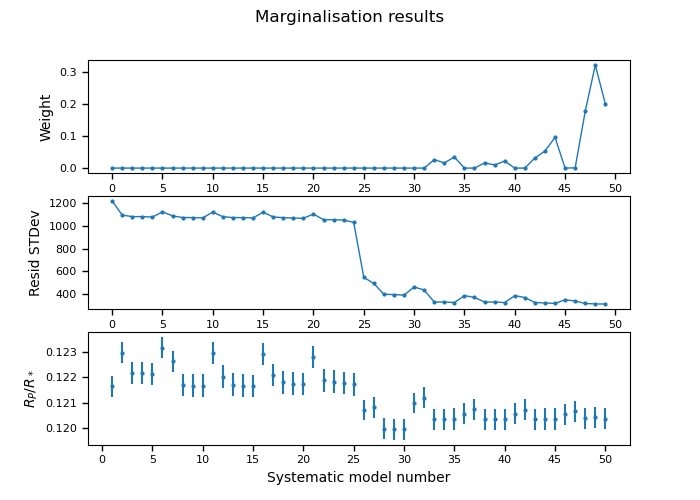 Marginalisation results
0.3
0.2
0.1
0.0
Weight
0 5 10 15 20 25 30 35 40 45 50
1200
1000
800
600
400
Resid STDev
0 5 10 15 20 25 30 35 40 45 50
0.123
0.122
0.121
0.120
R_P/R_*
0 5 10 15 20 25 30 35 40 45 50
Systematic model number